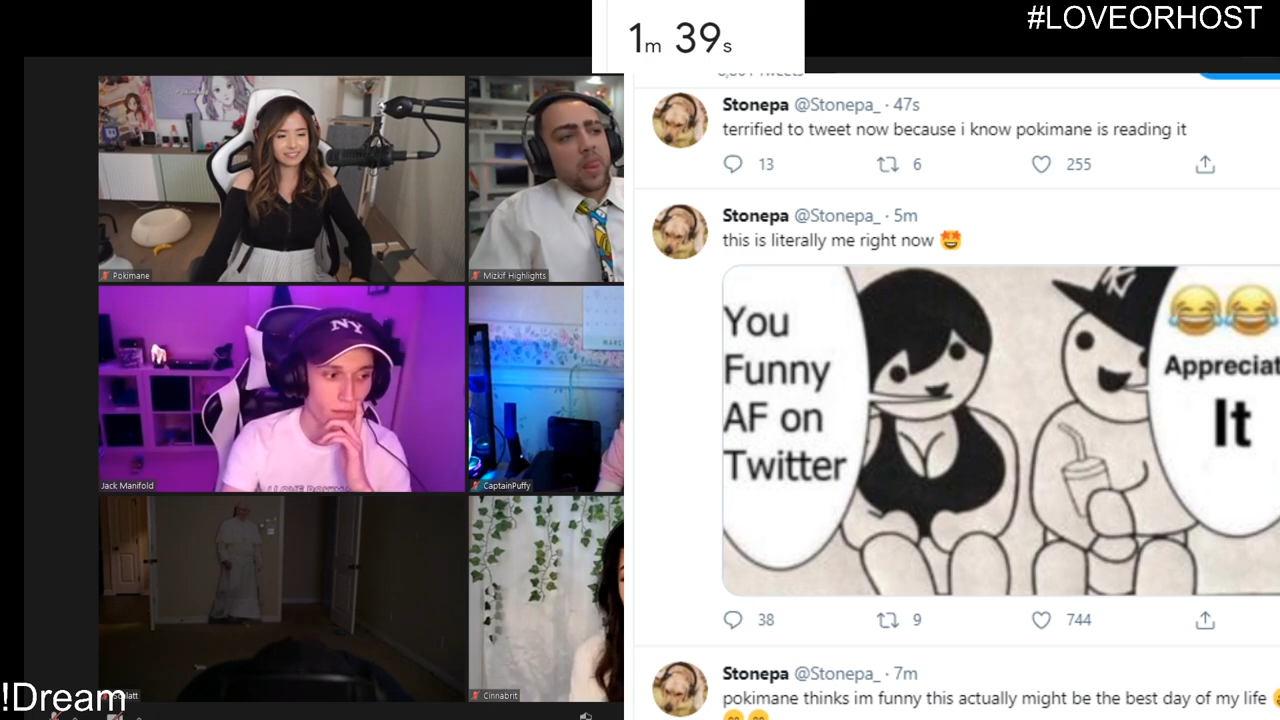 #LOVEORHOST
1m 39s
Stonepa @Stonepa_ · 47s
terrified to tweet now because i know pokimane is reading it
13 6 255
Stonepa @Stonepa_ · 5m
this is literally me right now 🤩
You
Funny
AF on
Twitter
😂😂
Appreciat
It
38 9 744
Stonepa @Stonepa_ · 7m
pokimane thinks im funny this actually might be the best day of my life
Pokimane
Mizkif Highlights
NY
Jack Manifold
CaptainPuffy
Cinnabrit
!Dream